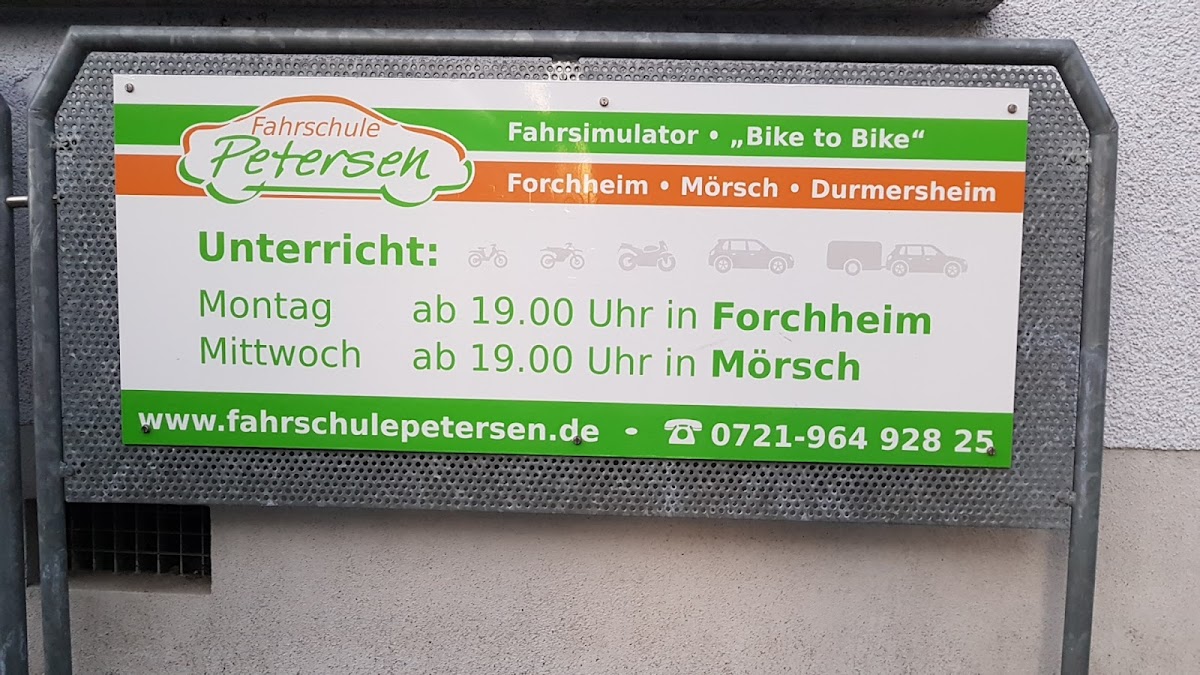 Fahrschule
Petersen
Fahrsimulator • „Bike to Bike“
Forchheim • Mörsch • Durmersheim
Unterricht:
Montag ab 19.00 Uhr in Forchheim
Mittwoch ab 19.00 Uhr in Mörsch
www.fahrschulepetersen.de • ☎ 0721-964 928 25